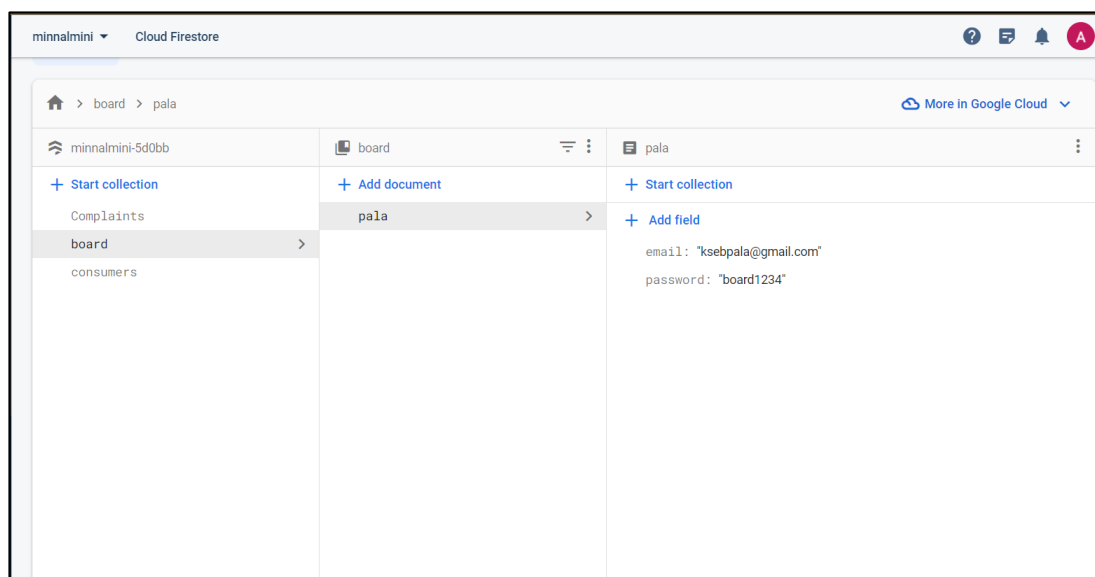 minnalmini Cloud Firestore A
board pala More in Google Cloud
minnalmini-5d0bb
Start collection
Complaints
board
consumers
board
Add document
pala
pala
Start collection
Add field
email: "ksebpala@gmail.com"
password: "board1234"